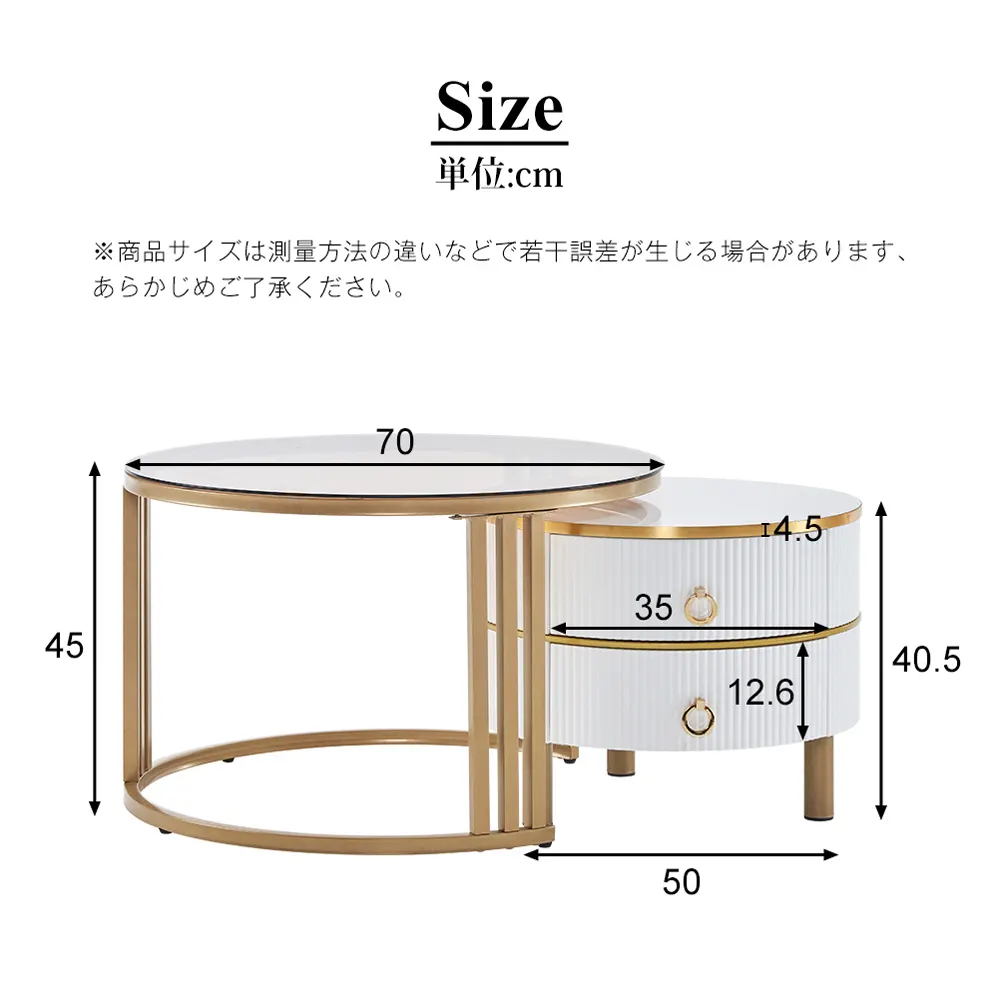 Size
単位:cm
※商品サイズは測量方法の違いなどで若干誤差が生じる場合があります、
あらかじめご了承ください。
70
4.5
35
45
40.5
12.6
50